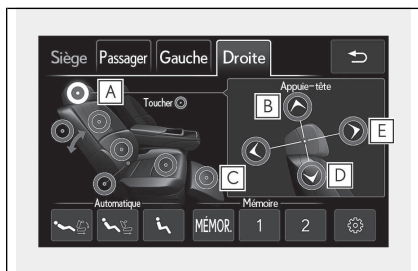 Siège Passager Gauche Droite
A
Toucher
Appuie-tête
B
E
C
D
Automatique
Mémoire
MÉMOR. 1 2